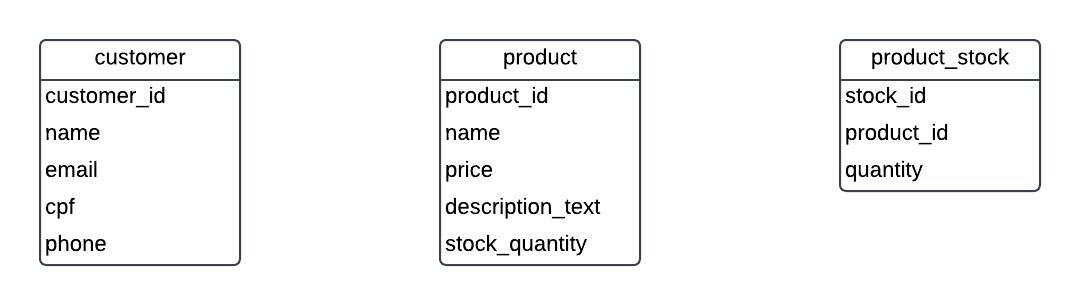 customer
customer_id
name
email
cpf
phone
product
product_id
name
price
description_text
stock_quantity
product_stock
stock_id
product_id
quantity